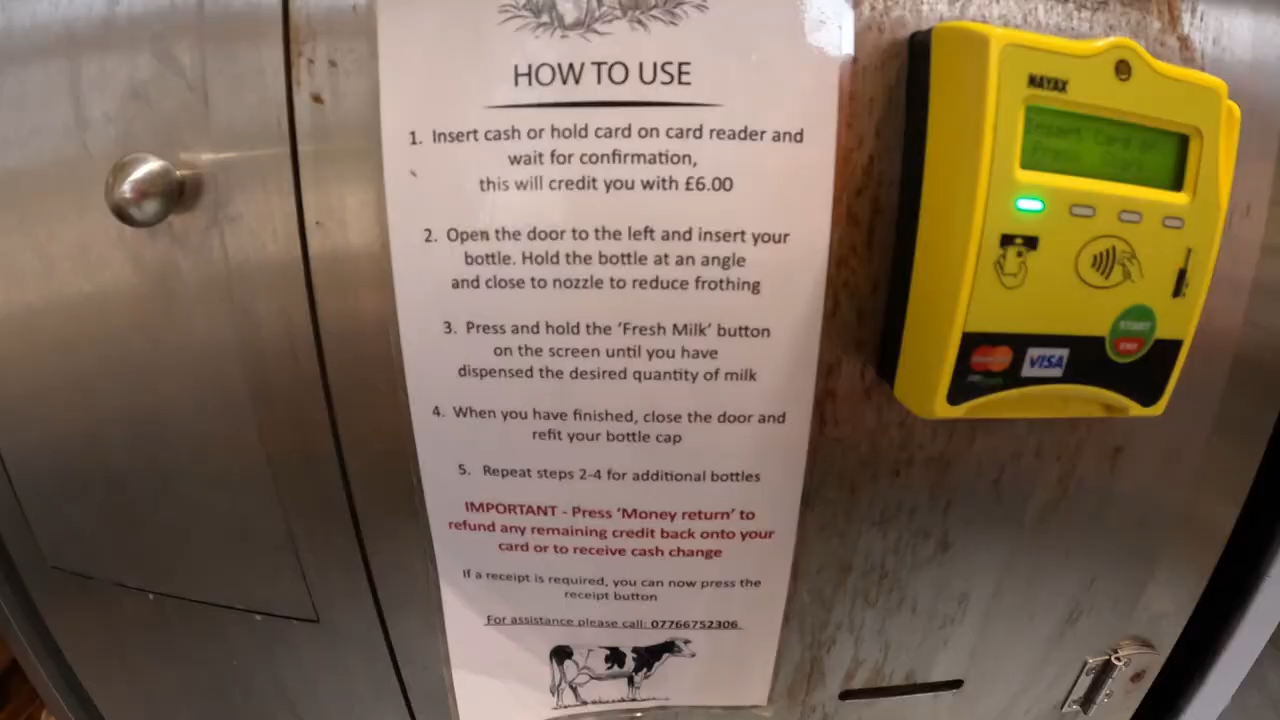 HOW TO USE
1. Insert cash or hold card on card reader and
wait for confirmation,
this will credit you with £6.00
2. Open the door to the left and insert your
bottle. Hold the bottle at an angle
and close to nozzle to reduce frothing
3. Press and hold the 'Fresh Milk' button
on the screen until you have
dispensed the desired quantity of milk
4. When you have finished, close the door and
refit your bottle cap
5. Repeat steps 2-4 for additional bottles
IMPORTANT - Press 'Money return' to
refund any remaining credit back onto your
card or to receive cash change
If a receipt is required, you can now press the
receipt button
For assistance please call: 07766752306
NAYAX
Insert Card or
START
VISA